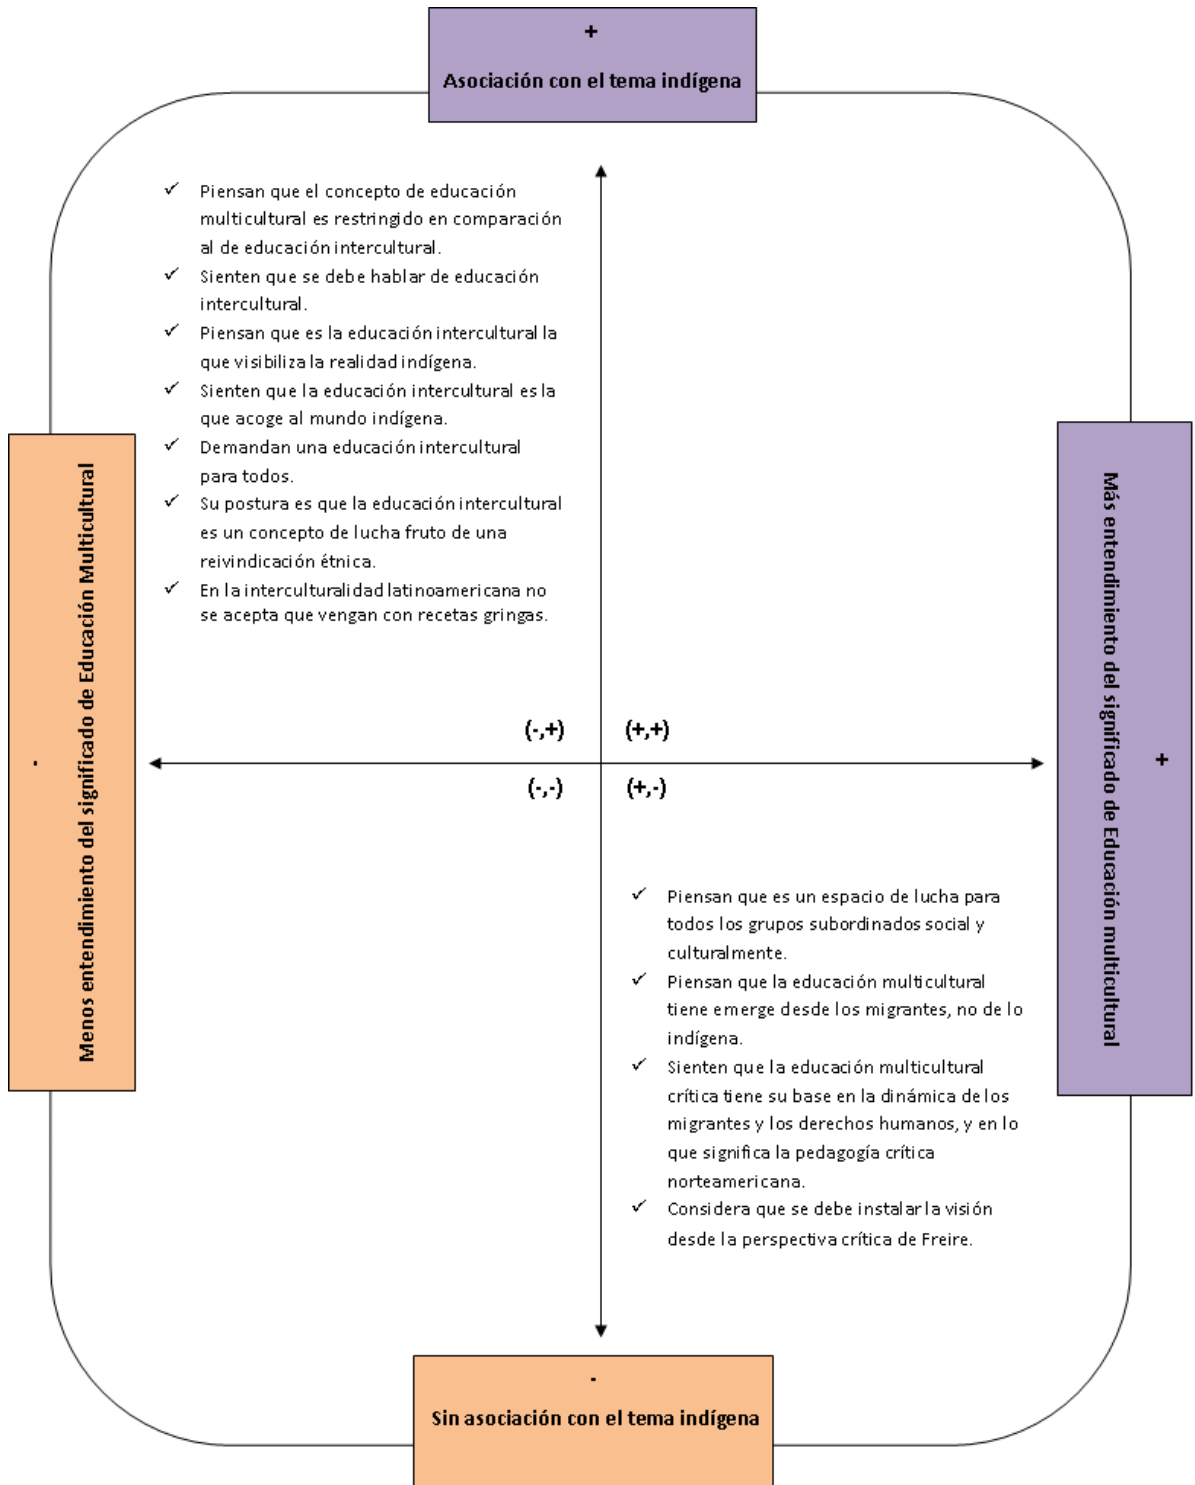 +
Asociación con el tema indígena
✓ Piensan que el concepto de educación
multicultural es restringido en comparación
al de educación intercultural.
✓ Sienten que se debe hablar de educación
intercultural.
✓ Piensan que es la educación intercultural la
que visibiliza la realidad indígena.
✓ Sienten que la educación intercultural es la
que acoge al mundo indígena.
✓ Demandan una educación intercultural
para todos.
✓ Su postura es que la educación intercultural
es un concepto de lucha fruto de una
reivindicación étnica.
✓ En la interculturalidad latinoamericana no
se acepta que vengan con recetas gringas.
Menos entendimiento del significado de Educación Multicultural
-
Más entendimiento del significado de Educación multicultural
+
(-,+) (+,+)
(-,-) (+,-)
✓ Piensan que es un espacio de lucha para
todos los grupos subordinados social y
culturalmente.
✓ Piensan que la educación multicultural
tiene emerge desde los migrantes, no de lo
indígena.
✓ Sienten que la educación multicultural
crítica tiene su base en la dinámica de los
migrantes y los derechos humanos, y en lo
que significa la pedagogía crítica
norteamericana.
✓ Considera que se debe instalar la visión
desde la perspectiva crítica de Freire.
-
Sin asociación con el tema indígena